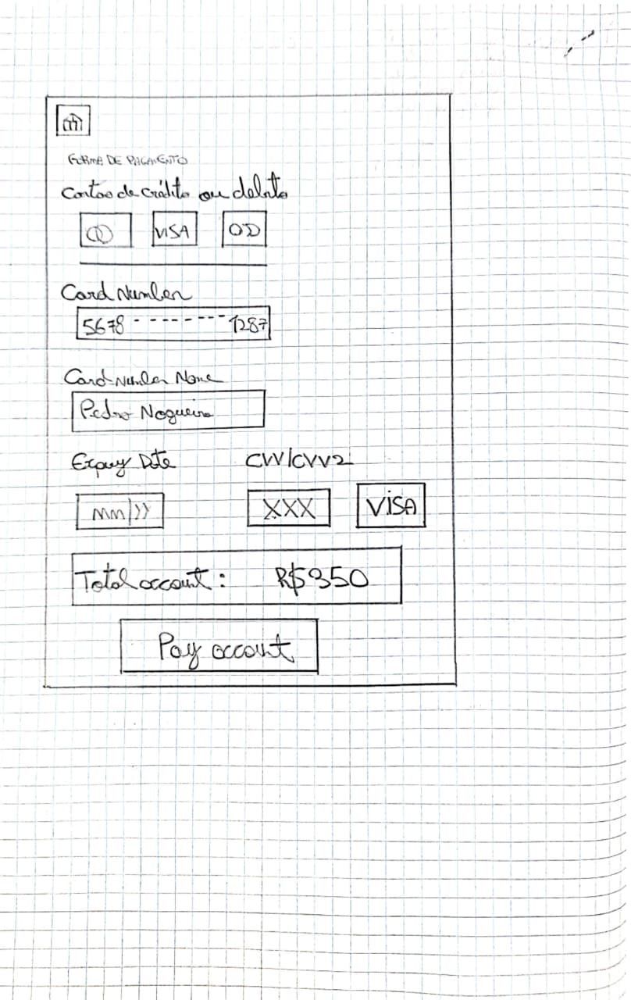 FORMA DE PAGAMENTO
Cartão de crédito ou debito
VISA
Card Number
5678 - - - - - - - - 1287
Card Number Name
Pedro Nogueira
Expiry Date CVV/CVV2
MM/YY XXX VISA
Total account: R$350
Pay account